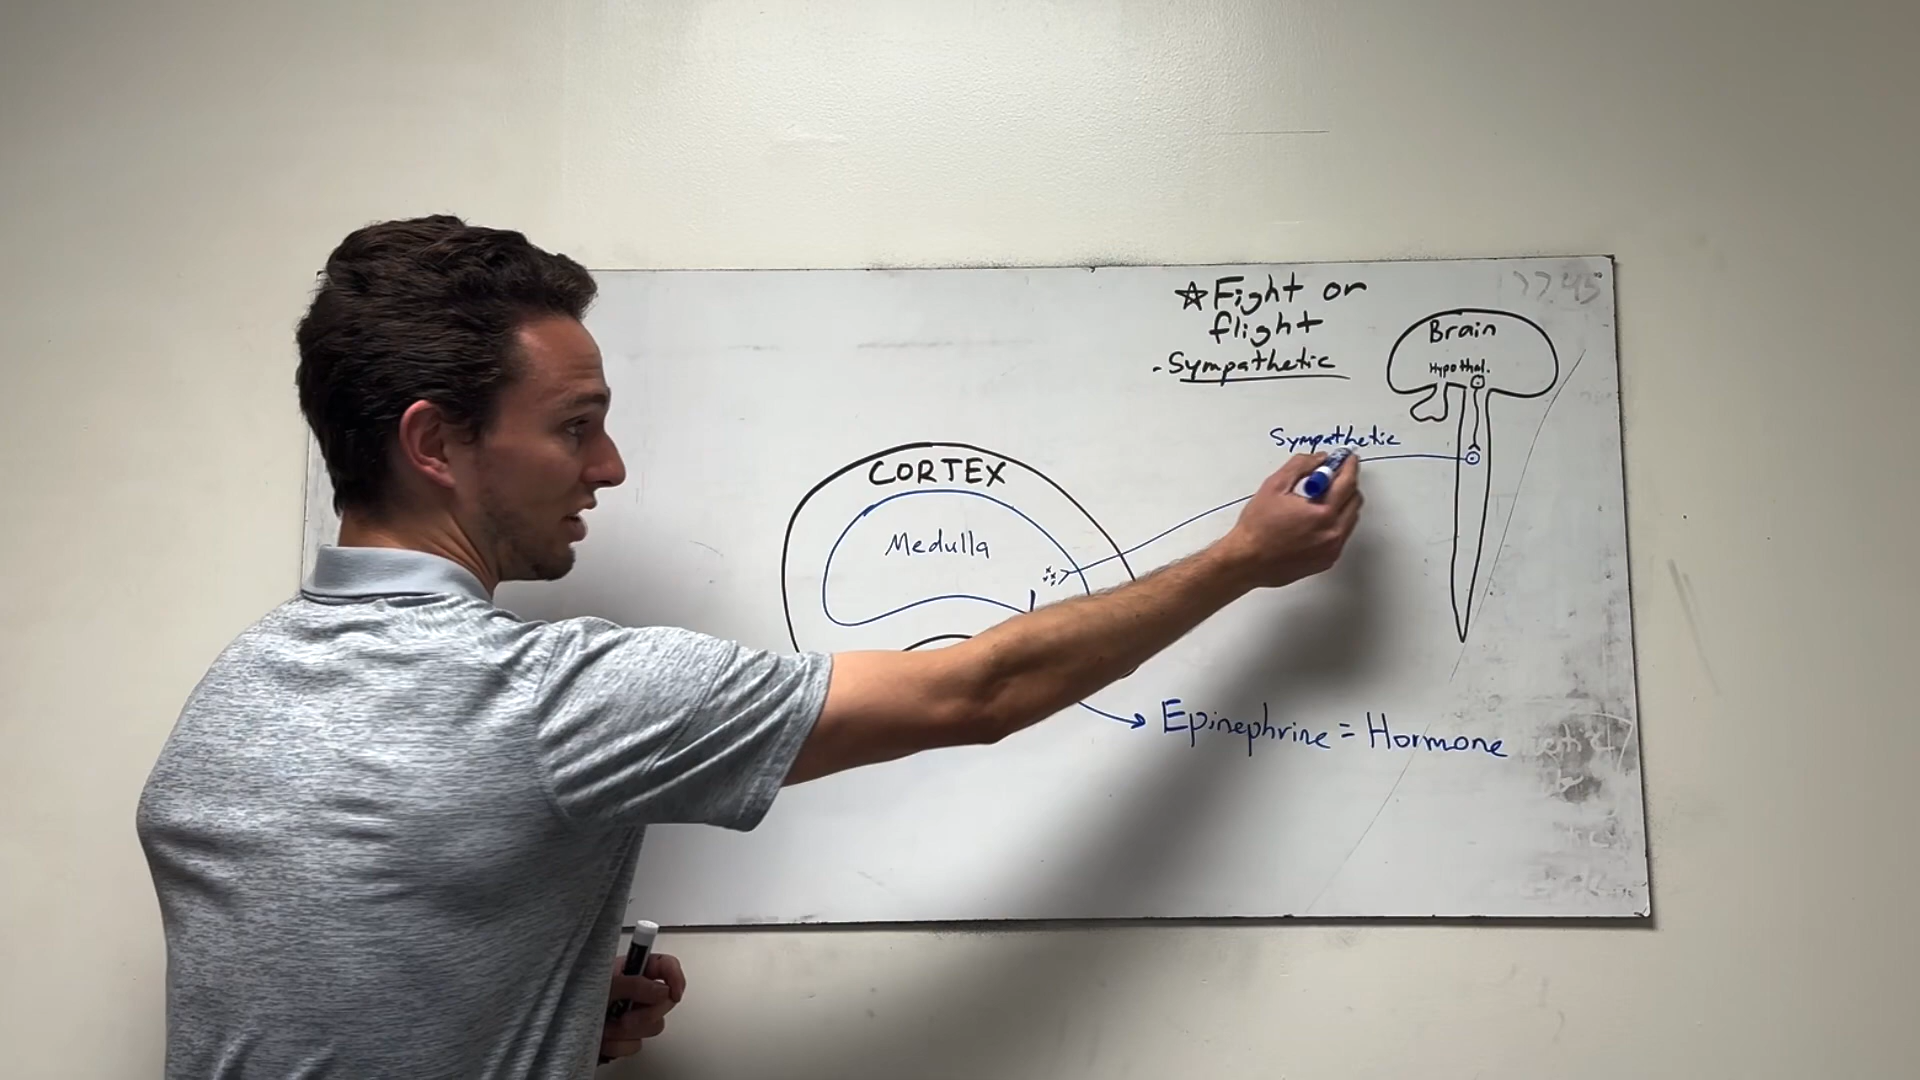 ☆ Fight or
flight
- Sympathetic
Brain
Hypothal.
Sympathetic
CORTEX
Medulla
Epinephrine = Hormone